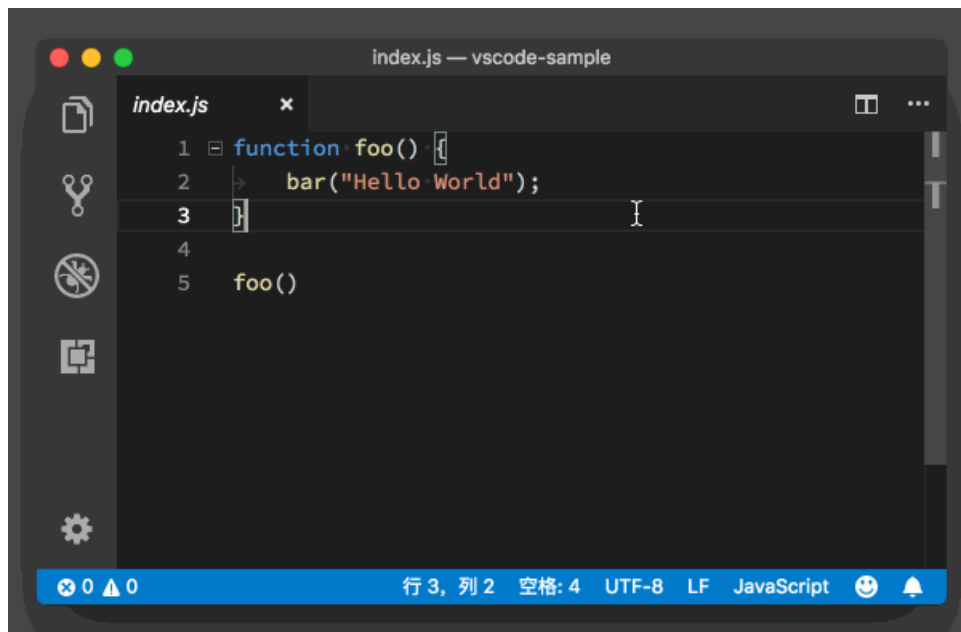 index.js — vscode-sample
index.js
1 function foo() {
2 bar("Hello World");
3 }
4
5 foo()
0 0 行 3, 列 2 空格: 4 UTF-8 LF JavaScript